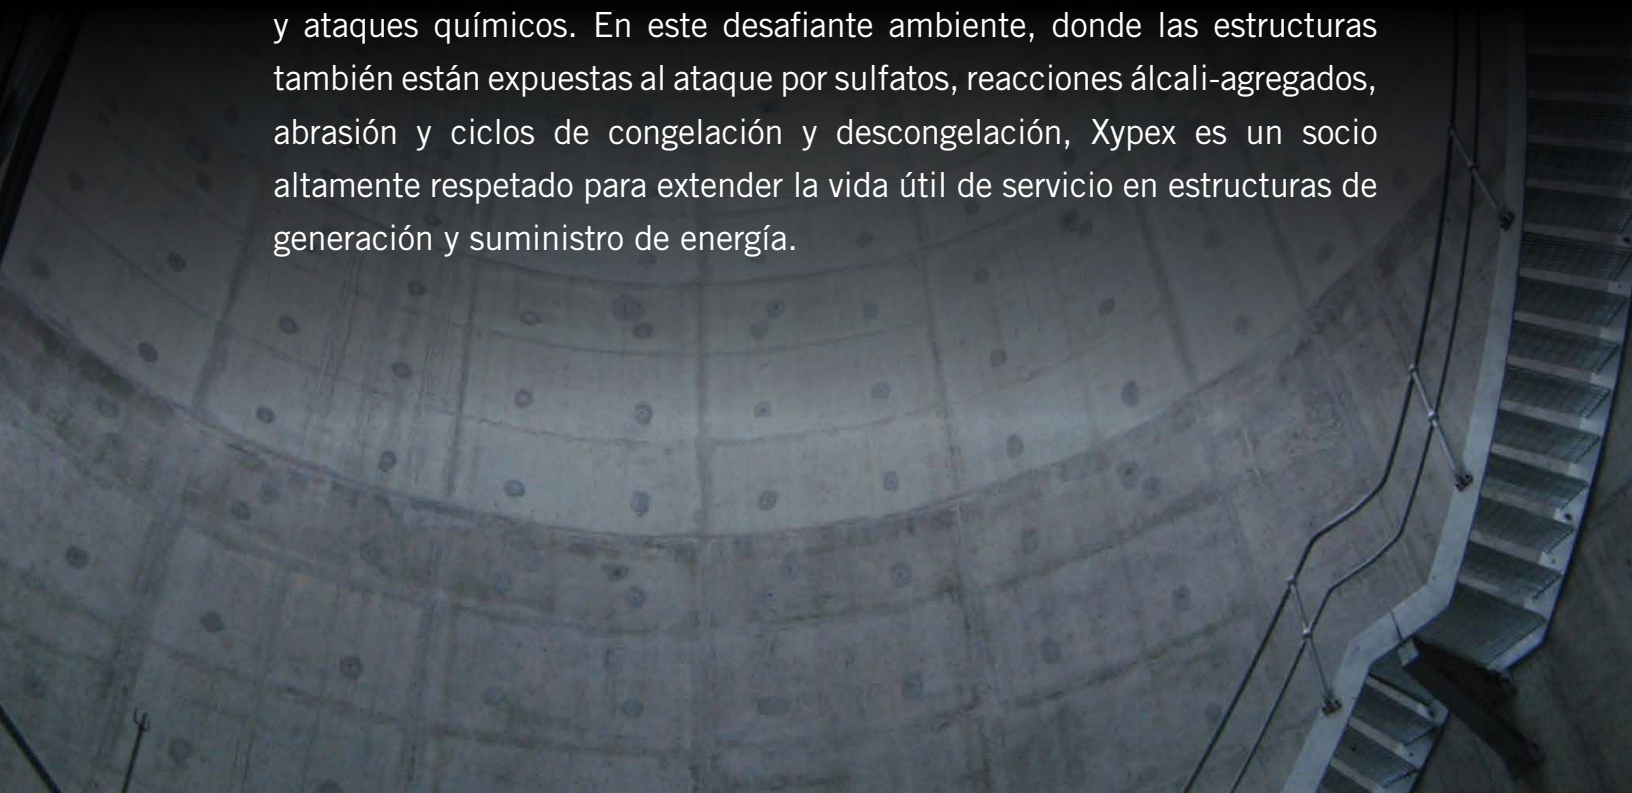 y ataques químicos. En este desafiante ambiente, donde las estructuras
también están expuestas al ataque por sulfatos, reacciones álcali-agregados,
abrasión y ciclos de congelación y descongelación, Xypex es un socio
altamente respetado para extender la vida útil de servicio en estructuras de
generación y suministro de energía.